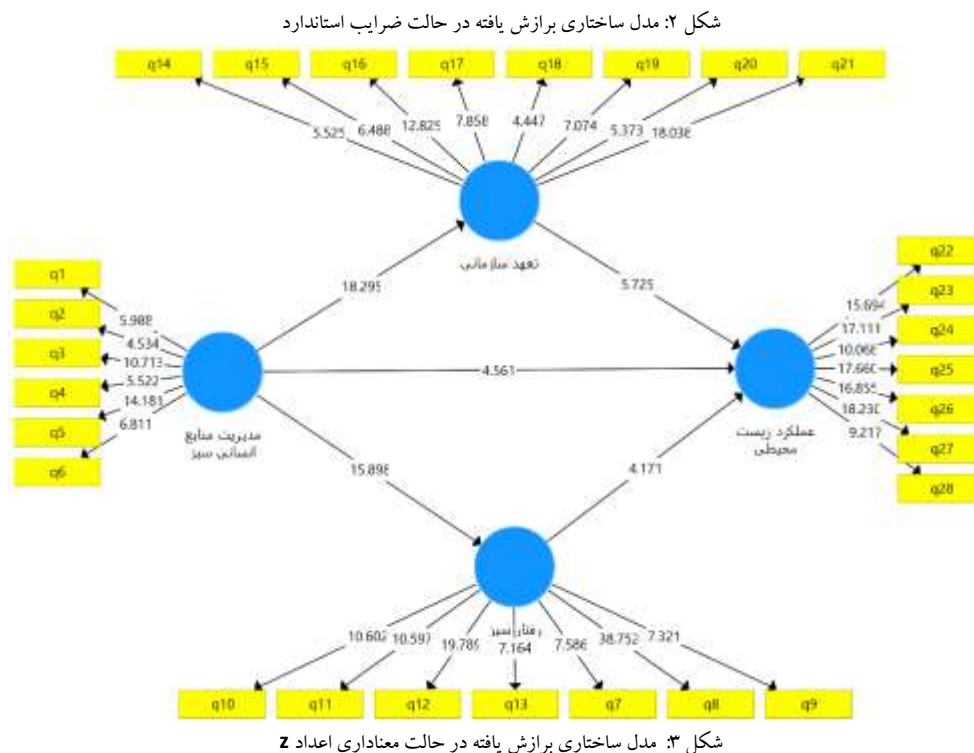 شکل ۲: مدل ساختاری برازش یافته در حالت ضرایب استاندارد
q14 q15 q16 q17 q18 q19 q20 q21
5.525 6.488 12.825 7.858 4.447 7.074 5.373 18.038
تعهد سازمانی
18.295
5.725
q1
q2
q3
q4
q5
q6
5.988
4.534
10.713
5.522
14.181
6.811
مدیریت منابع
انسانی سبز
4.561
q22
q23
q24
q25
q26
q27
q28
15.694
17.111
10.068
17.660
16.855
18.230
9.217
عملکرد زیست
محیطی
15.898
4.171
رفتار سبز
10.602 10.597 19.789 7.164 7.586 38.752 7.321
q10 q11 q12 q13 q7 q8 q9
شکل ۳: مدل ساختاری برازش یافته در حالت معناداری اعداد z